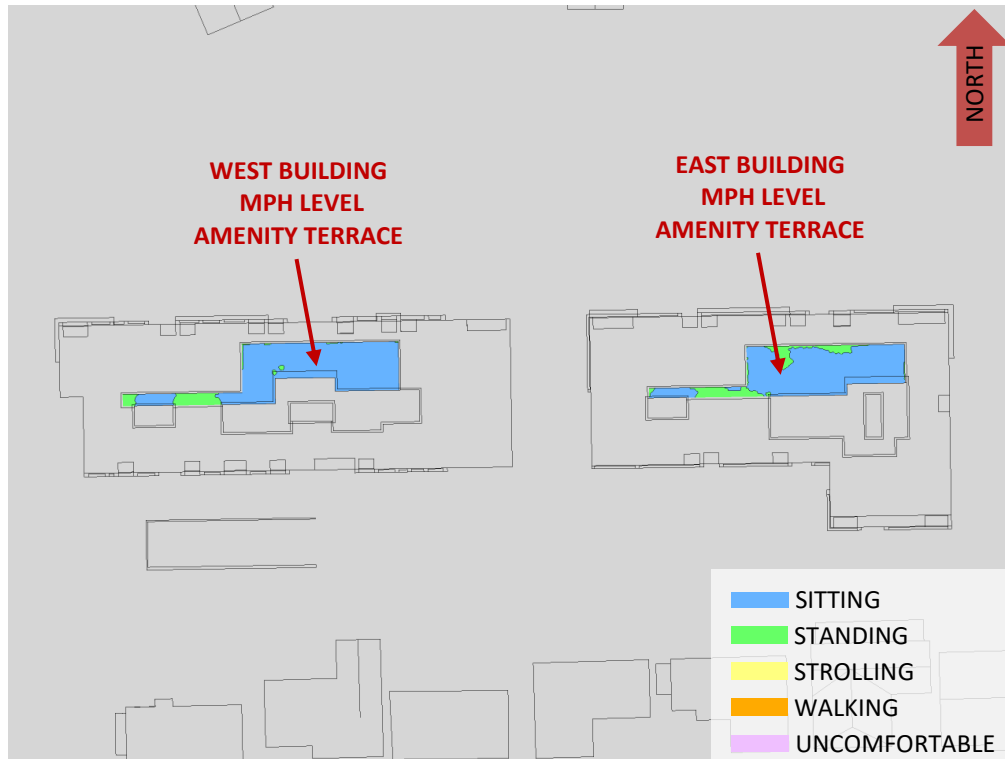 NORTH
WEST BUILDING
MPH LEVEL
AMENITY TERRACE
EAST BUILDING
MPH LEVEL
AMENITY TERRACE
SITTING
STANDING
STROLLING
WALKING
UNCOMFORTABLE